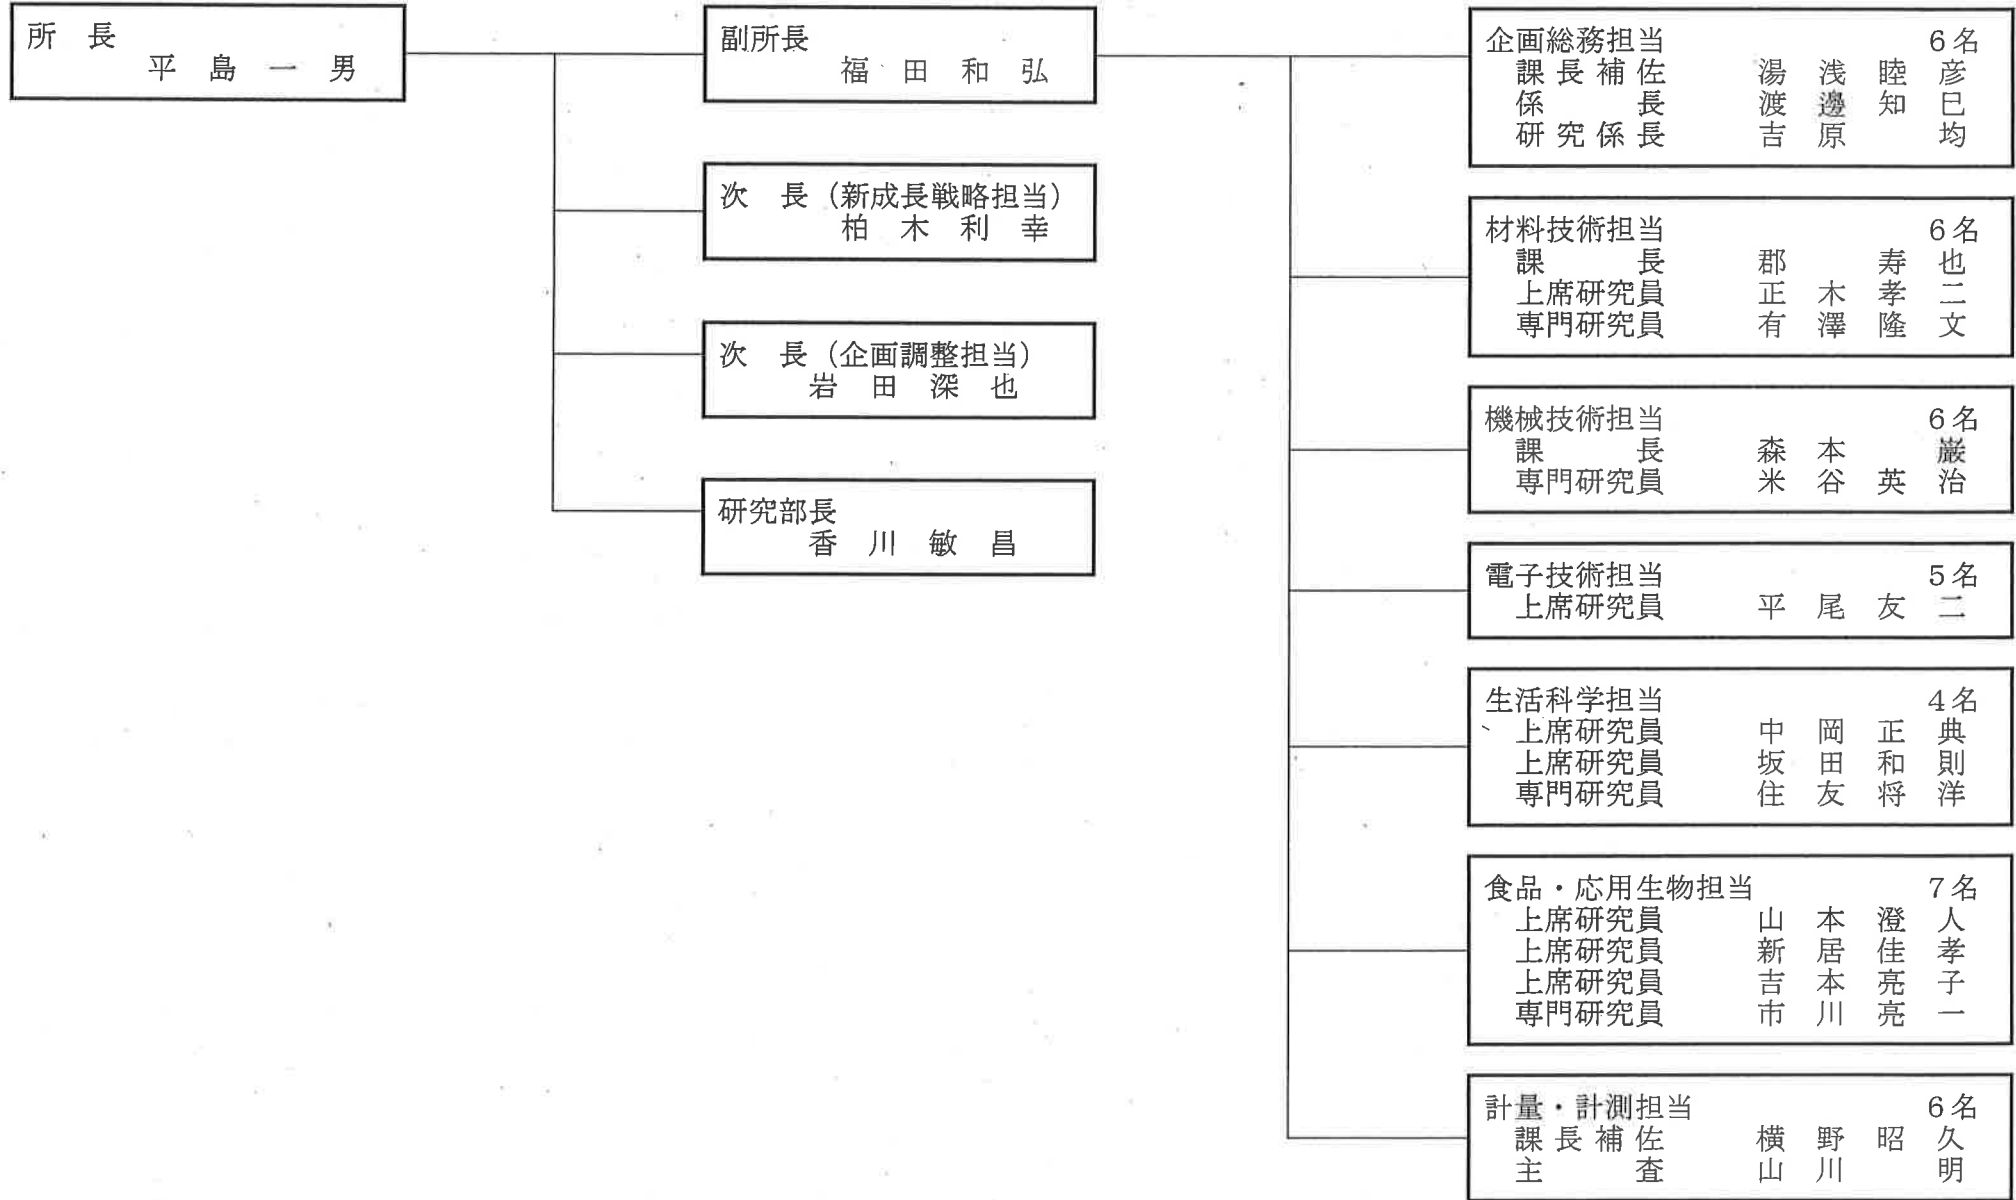 所　長
平　島　一　男
副所長
福　田　和　弘
次　長（新成長戦略担当）
柏　木　利　幸
次　長（企画調整担当）
岩　田　深　也
研究部長
香　川　敏　昌
企画総務担当　6名
課長補佐　湯　浅　睦　彦
係　　　長　渡　邊　知　巳
研究係長　吉　原　　　均
材料技術担当　6名
課　　　長　郡　　　寿　也
上席研究員　正　木　孝　二
専門研究員　有　澤　隆　文
機械技術担当　6名
課　　　長　森　本　　　巌
専門研究員　米　谷　英　治
電子技術担当　5名
上席研究員　平　尾　友　二
生活科学担当　4名
上席研究員　中　岡　正　典
上席研究員　坂　田　和　則
専門研究員　住　友　将　洋
食品・応用生物担当　7名
上席研究員　山　本　澄　人
上席研究員　新　居　佳　孝
上席研究員　吉　本　亮　子
専門研究員　市　川　亮　一
計量・計測担当　6名
課長補佐　横　野　昭　久
主　　　査　山　川　　　明